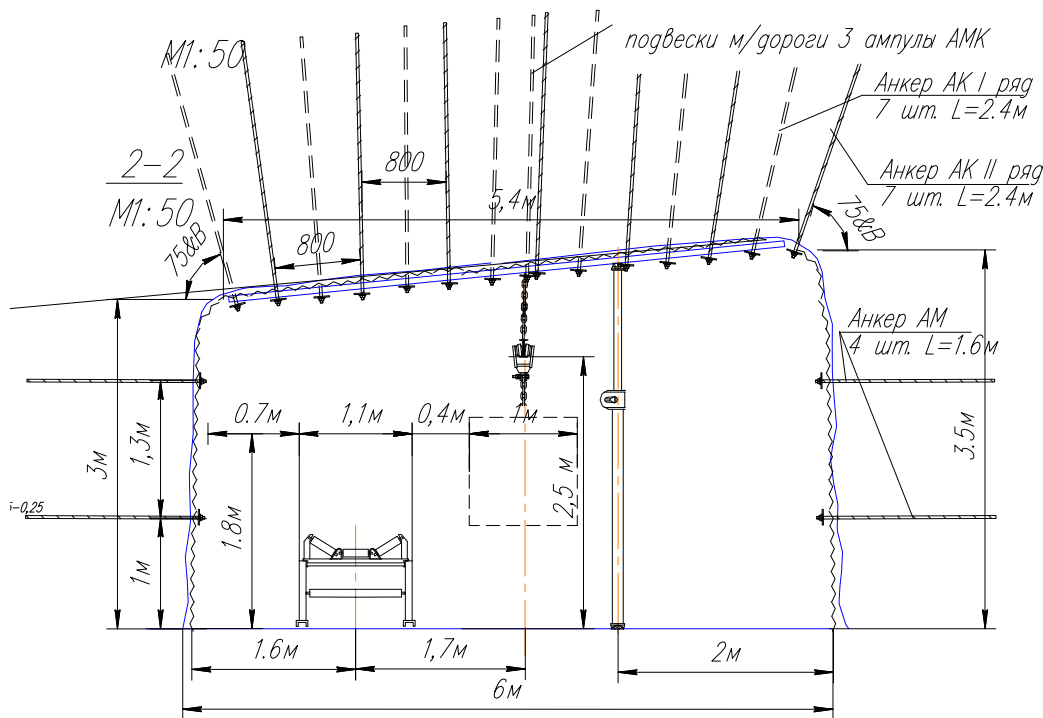 М1:50
подвески м/дороги 3 ампулы АМК
Анкер АК I ряд
7 шт. L=2.4м
800
2-2
М1:50
Анкер АК II ряд
7 шт. L=2.4м
5,4м
75&В
800
75&В
Анкер АМ
4 шт. L=1.6м
0.7м
1,1м
0,4м
1м
1,3м
3м
2,5 м
3.5м
-0,25
1.8м
1м
1.6м
1,7м
2м
6м